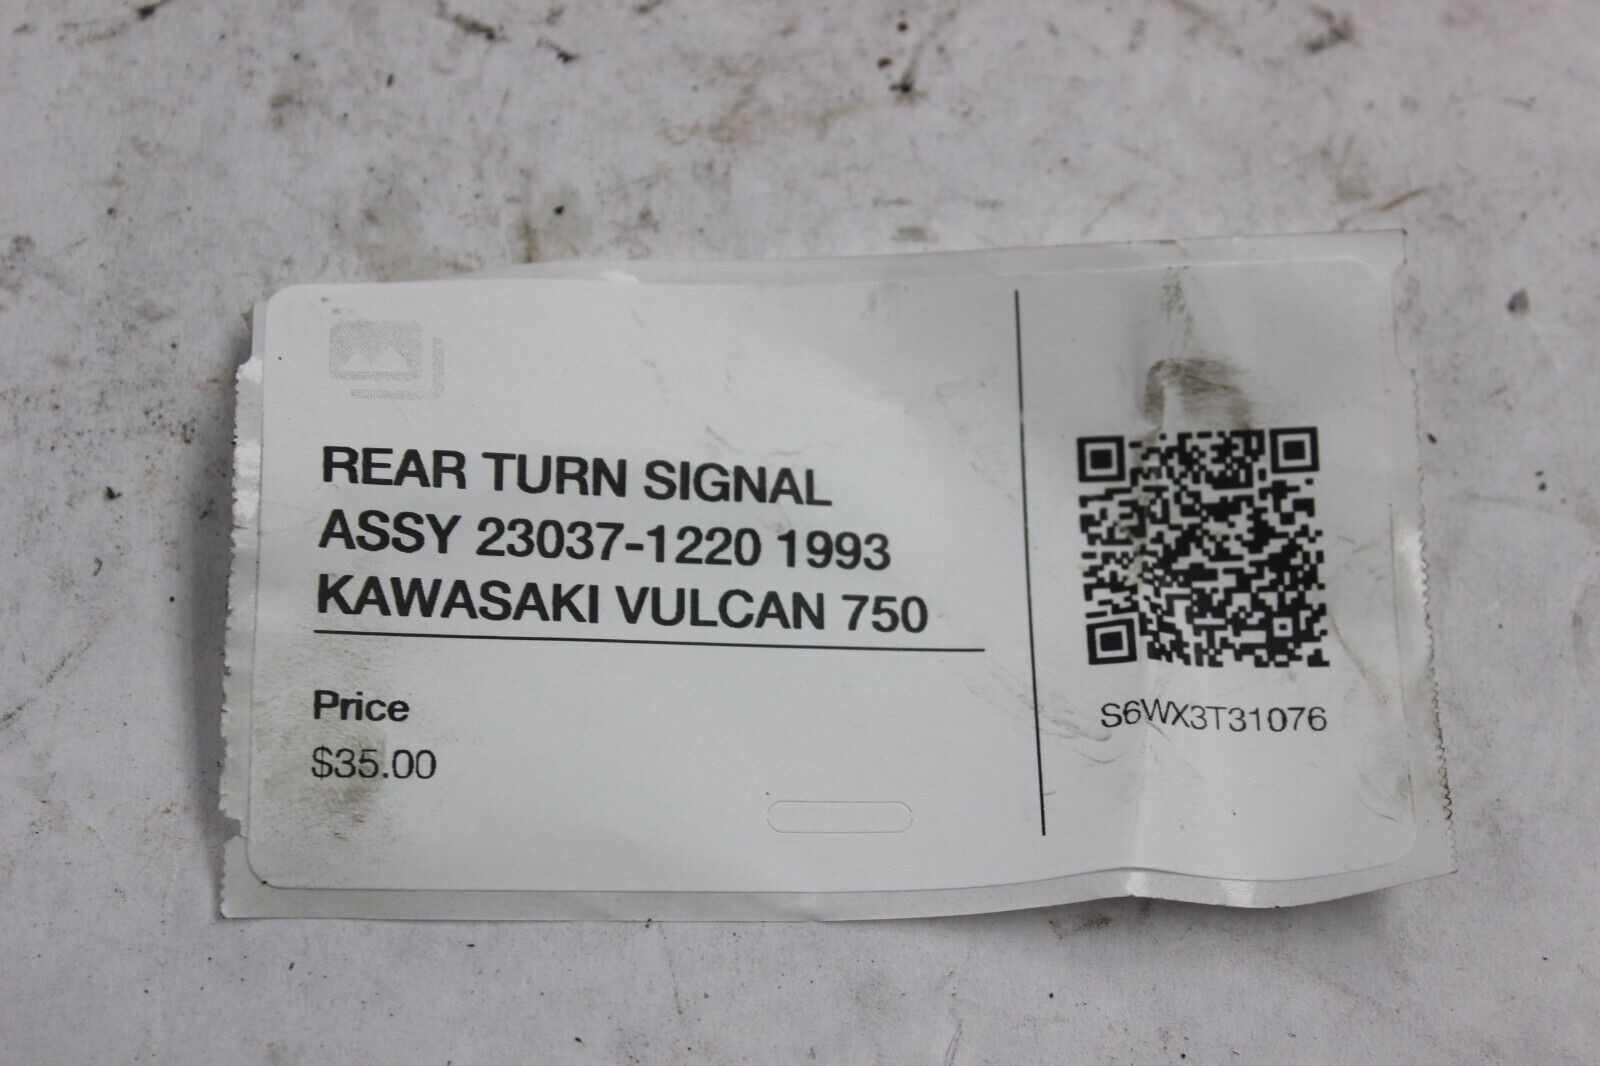 REAR TURN SIGNAL
ASSY 23037-1220 1993
KAWASAKI VULCAN 750
Price
$35.00
S6WX3T31076